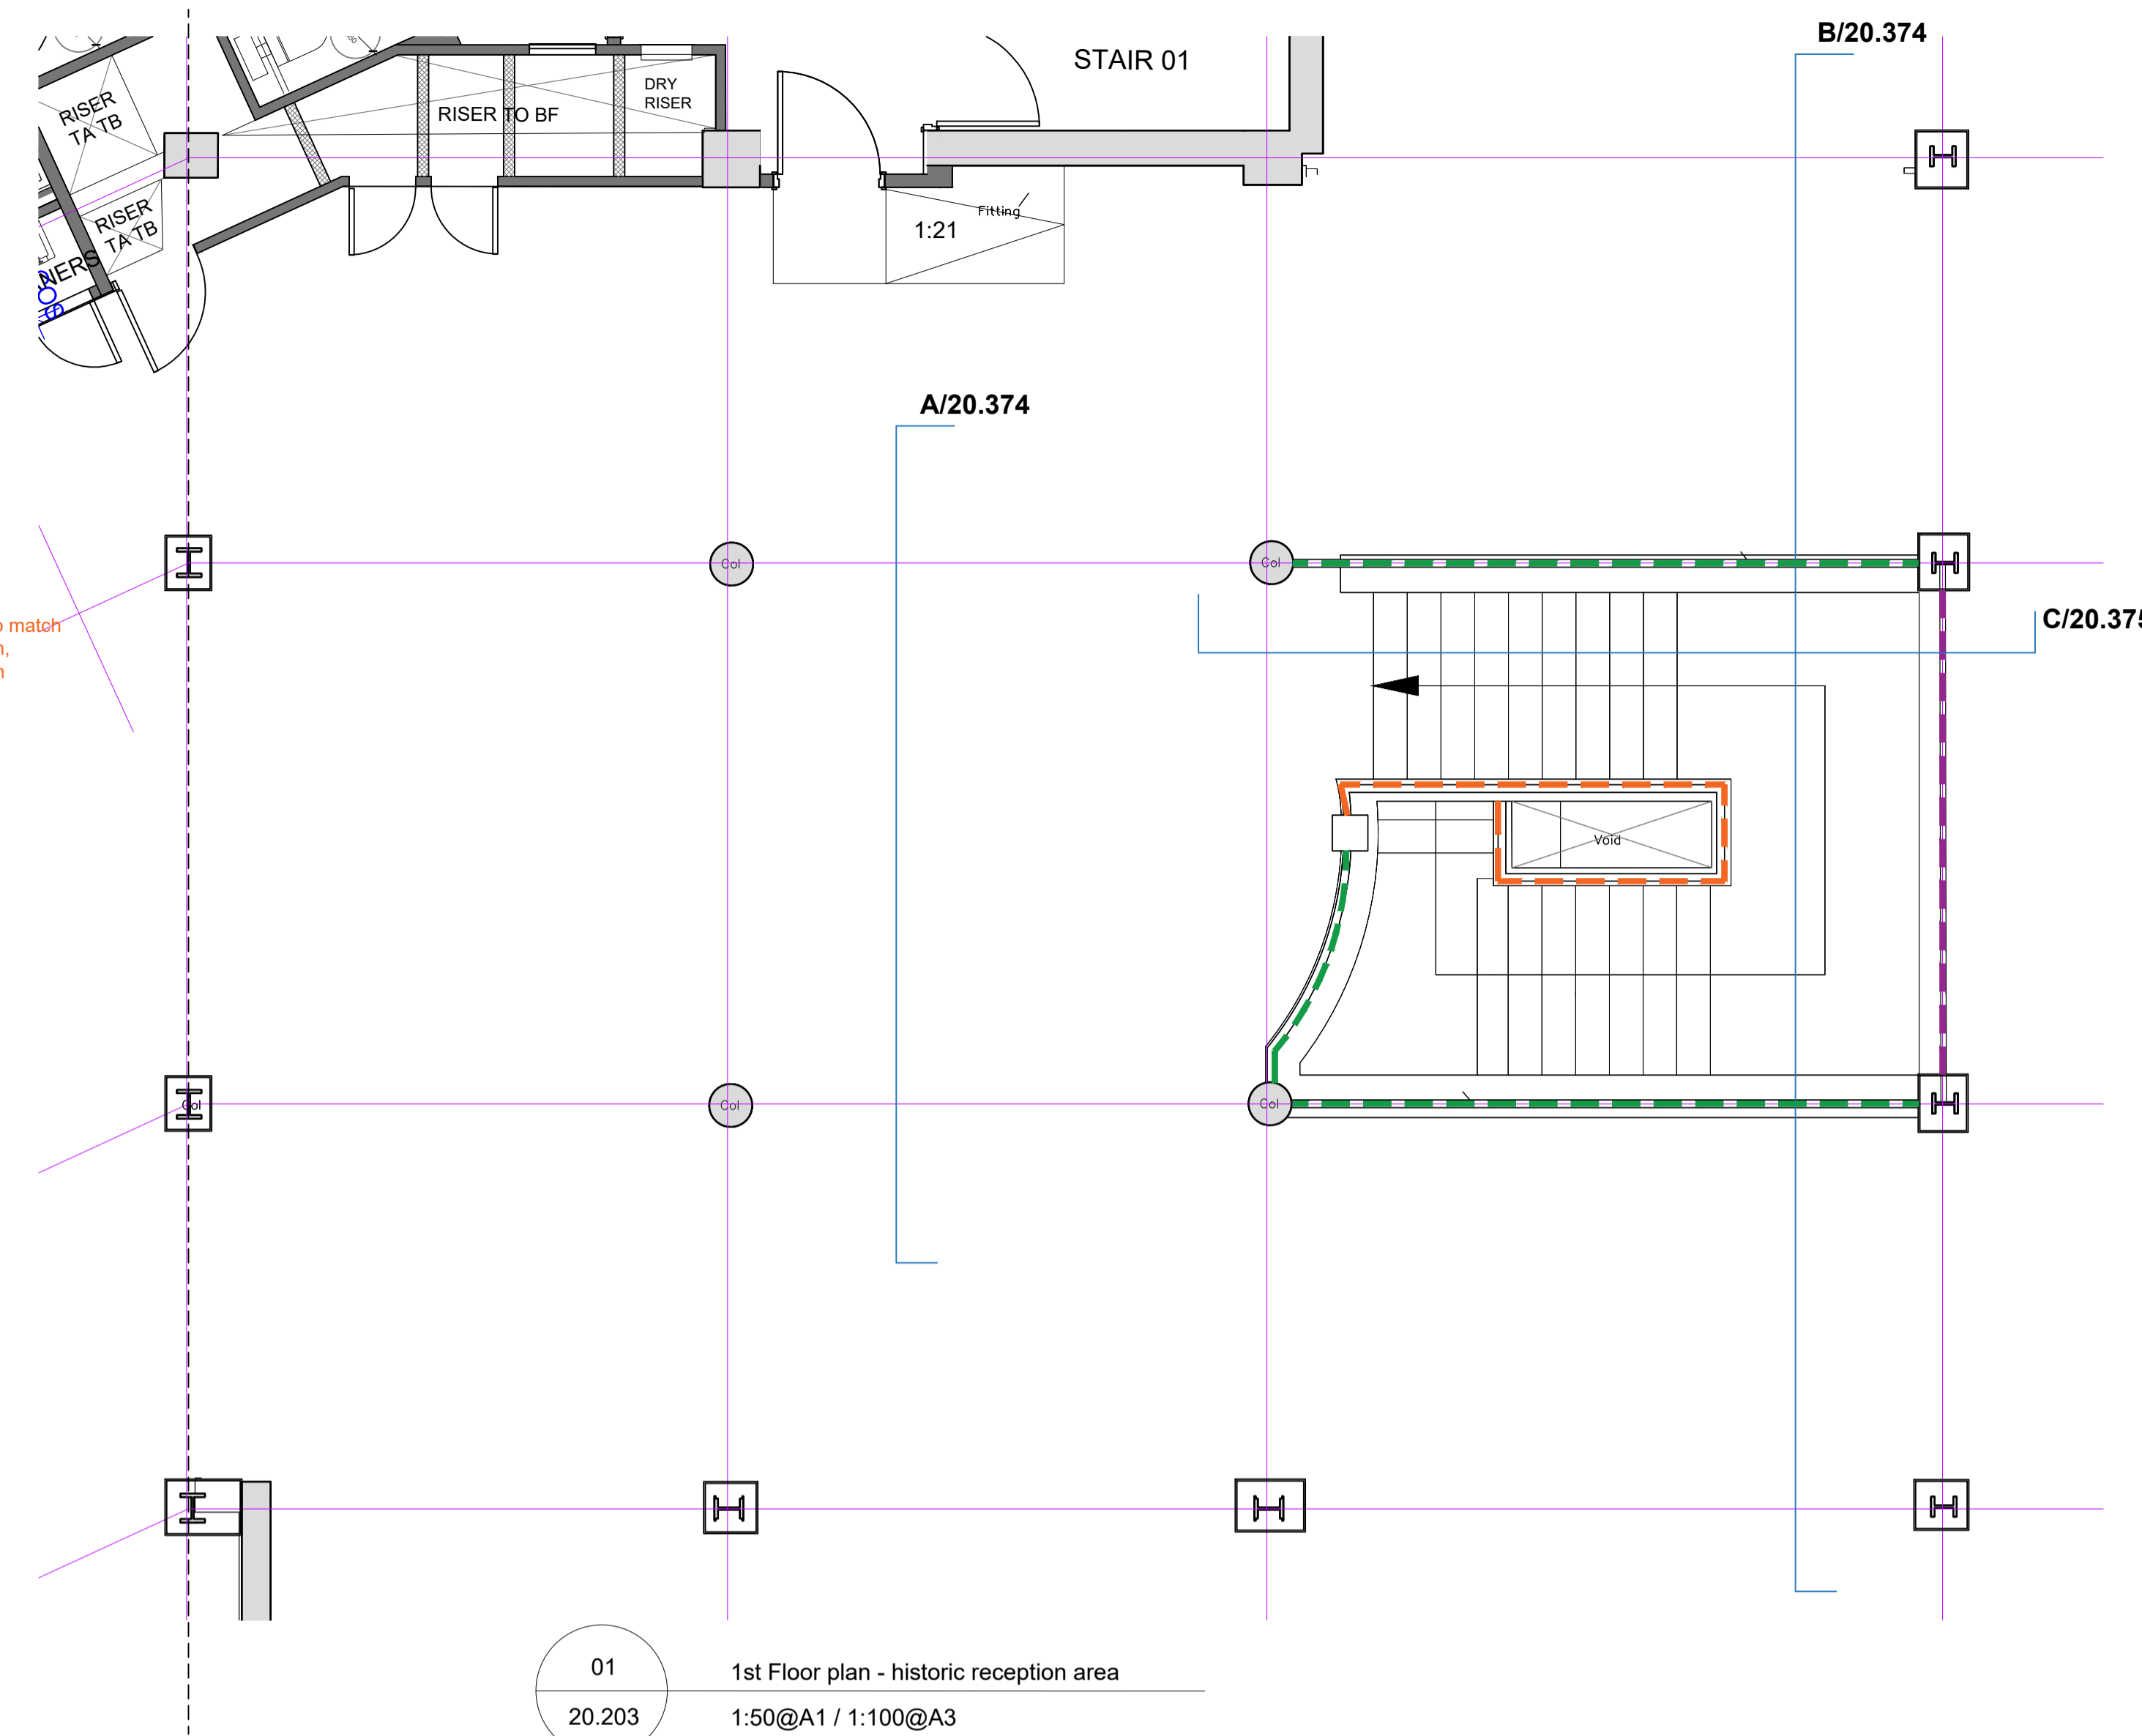 B/20.374
STAIR 01
DRY
RISER
RISER
TA TB
RISER TO BF
RISER
TA TB
Fitting
1:21
A/20.374
Col
Col
C/20.375
match
Void
Col
Col
Col
01
1st Floor plan - historic reception area
20.203
1:50@A1 / 1:100@A3